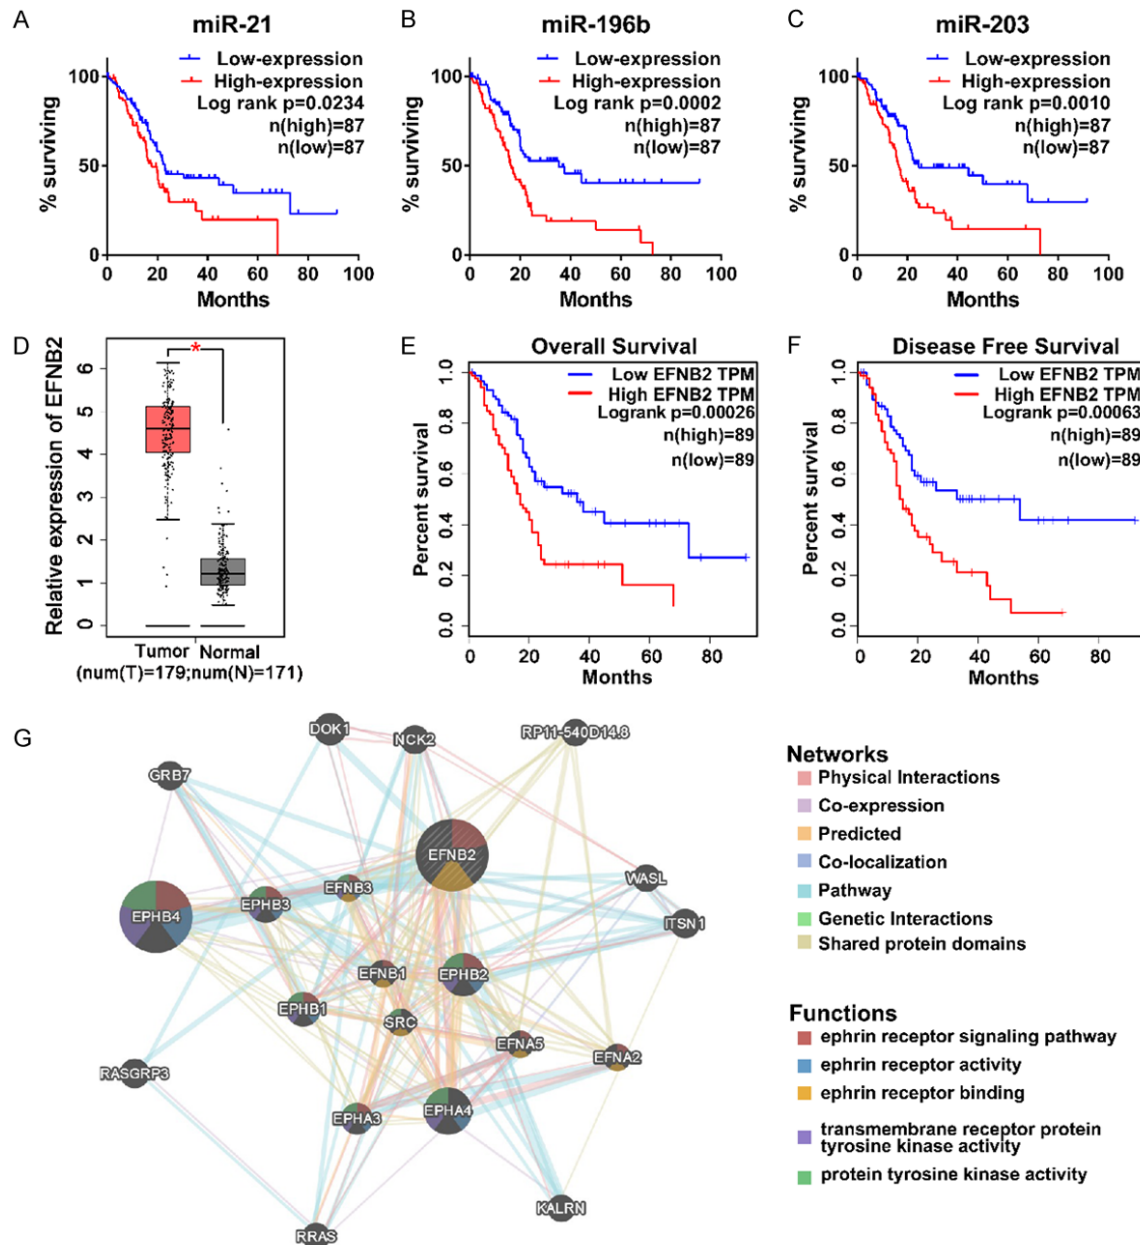 A
miR-21
Low-expression
High-expression
Log rank p=0.0234
n(high)=87
n(low)=87
% surviving
100
50
0
0 20 40 60 80 100
Months
B
miR-196b
Low-expression
High-expression
Log rank p=0.0002
n(high)=87
n(low)=87
% surviving
100
50
0
0 20 40 60 80 100
Months
C
miR-203
Low-expression
High-expression
Log rank p=0.0010
n(high)=87
n(low)=87
% surviving
100
50
0
0 20 40 60 80 100
Months
D
Relative expression of EFNB2
6
5
4
3
2
1
0
*
Tumor Normal
(num(T)=179;num(N)=171)
E
Overall Survival
Low EFNB2 TPM
High EFNB2 TPM
Logrank p=0.00026
n(high)=89
n(low)=89
Percent survival
1.0
0.8
0.6
0.4
0.2
0.0
0 20 40 60 80
Months
F
Disease Free Survival
Low EFNB2 TPM
High EFNB2 TPM
Logrank p=0.00063
n(high)=89
n(low)=89
Percent survival
1.0
0.8
0.6
0.4
0.2
0.0
0 20 40 60 80
Months
G
DOK1
NCK2
RP11-540D14.8
GRB7
EFNB2
WASL
EFNB3
EPHB3
EPHB4
ITSN1
EFNB1
EPHB2
EPHB1
SRC
EFNA5
EFNA2
RASGRP3
EPHA3
EPHA4
KALRN
RRAS
Networks
Physical Interactions
Co-expression
Predicted
Co-localization
Pathway
Genetic Interactions
Shared protein domains
Functions
ephrin receptor signaling pathway
ephrin receptor activity
ephrin receptor binding
transmembrane receptor protein
tyrosine kinase activity
protein tyrosine kinase activity